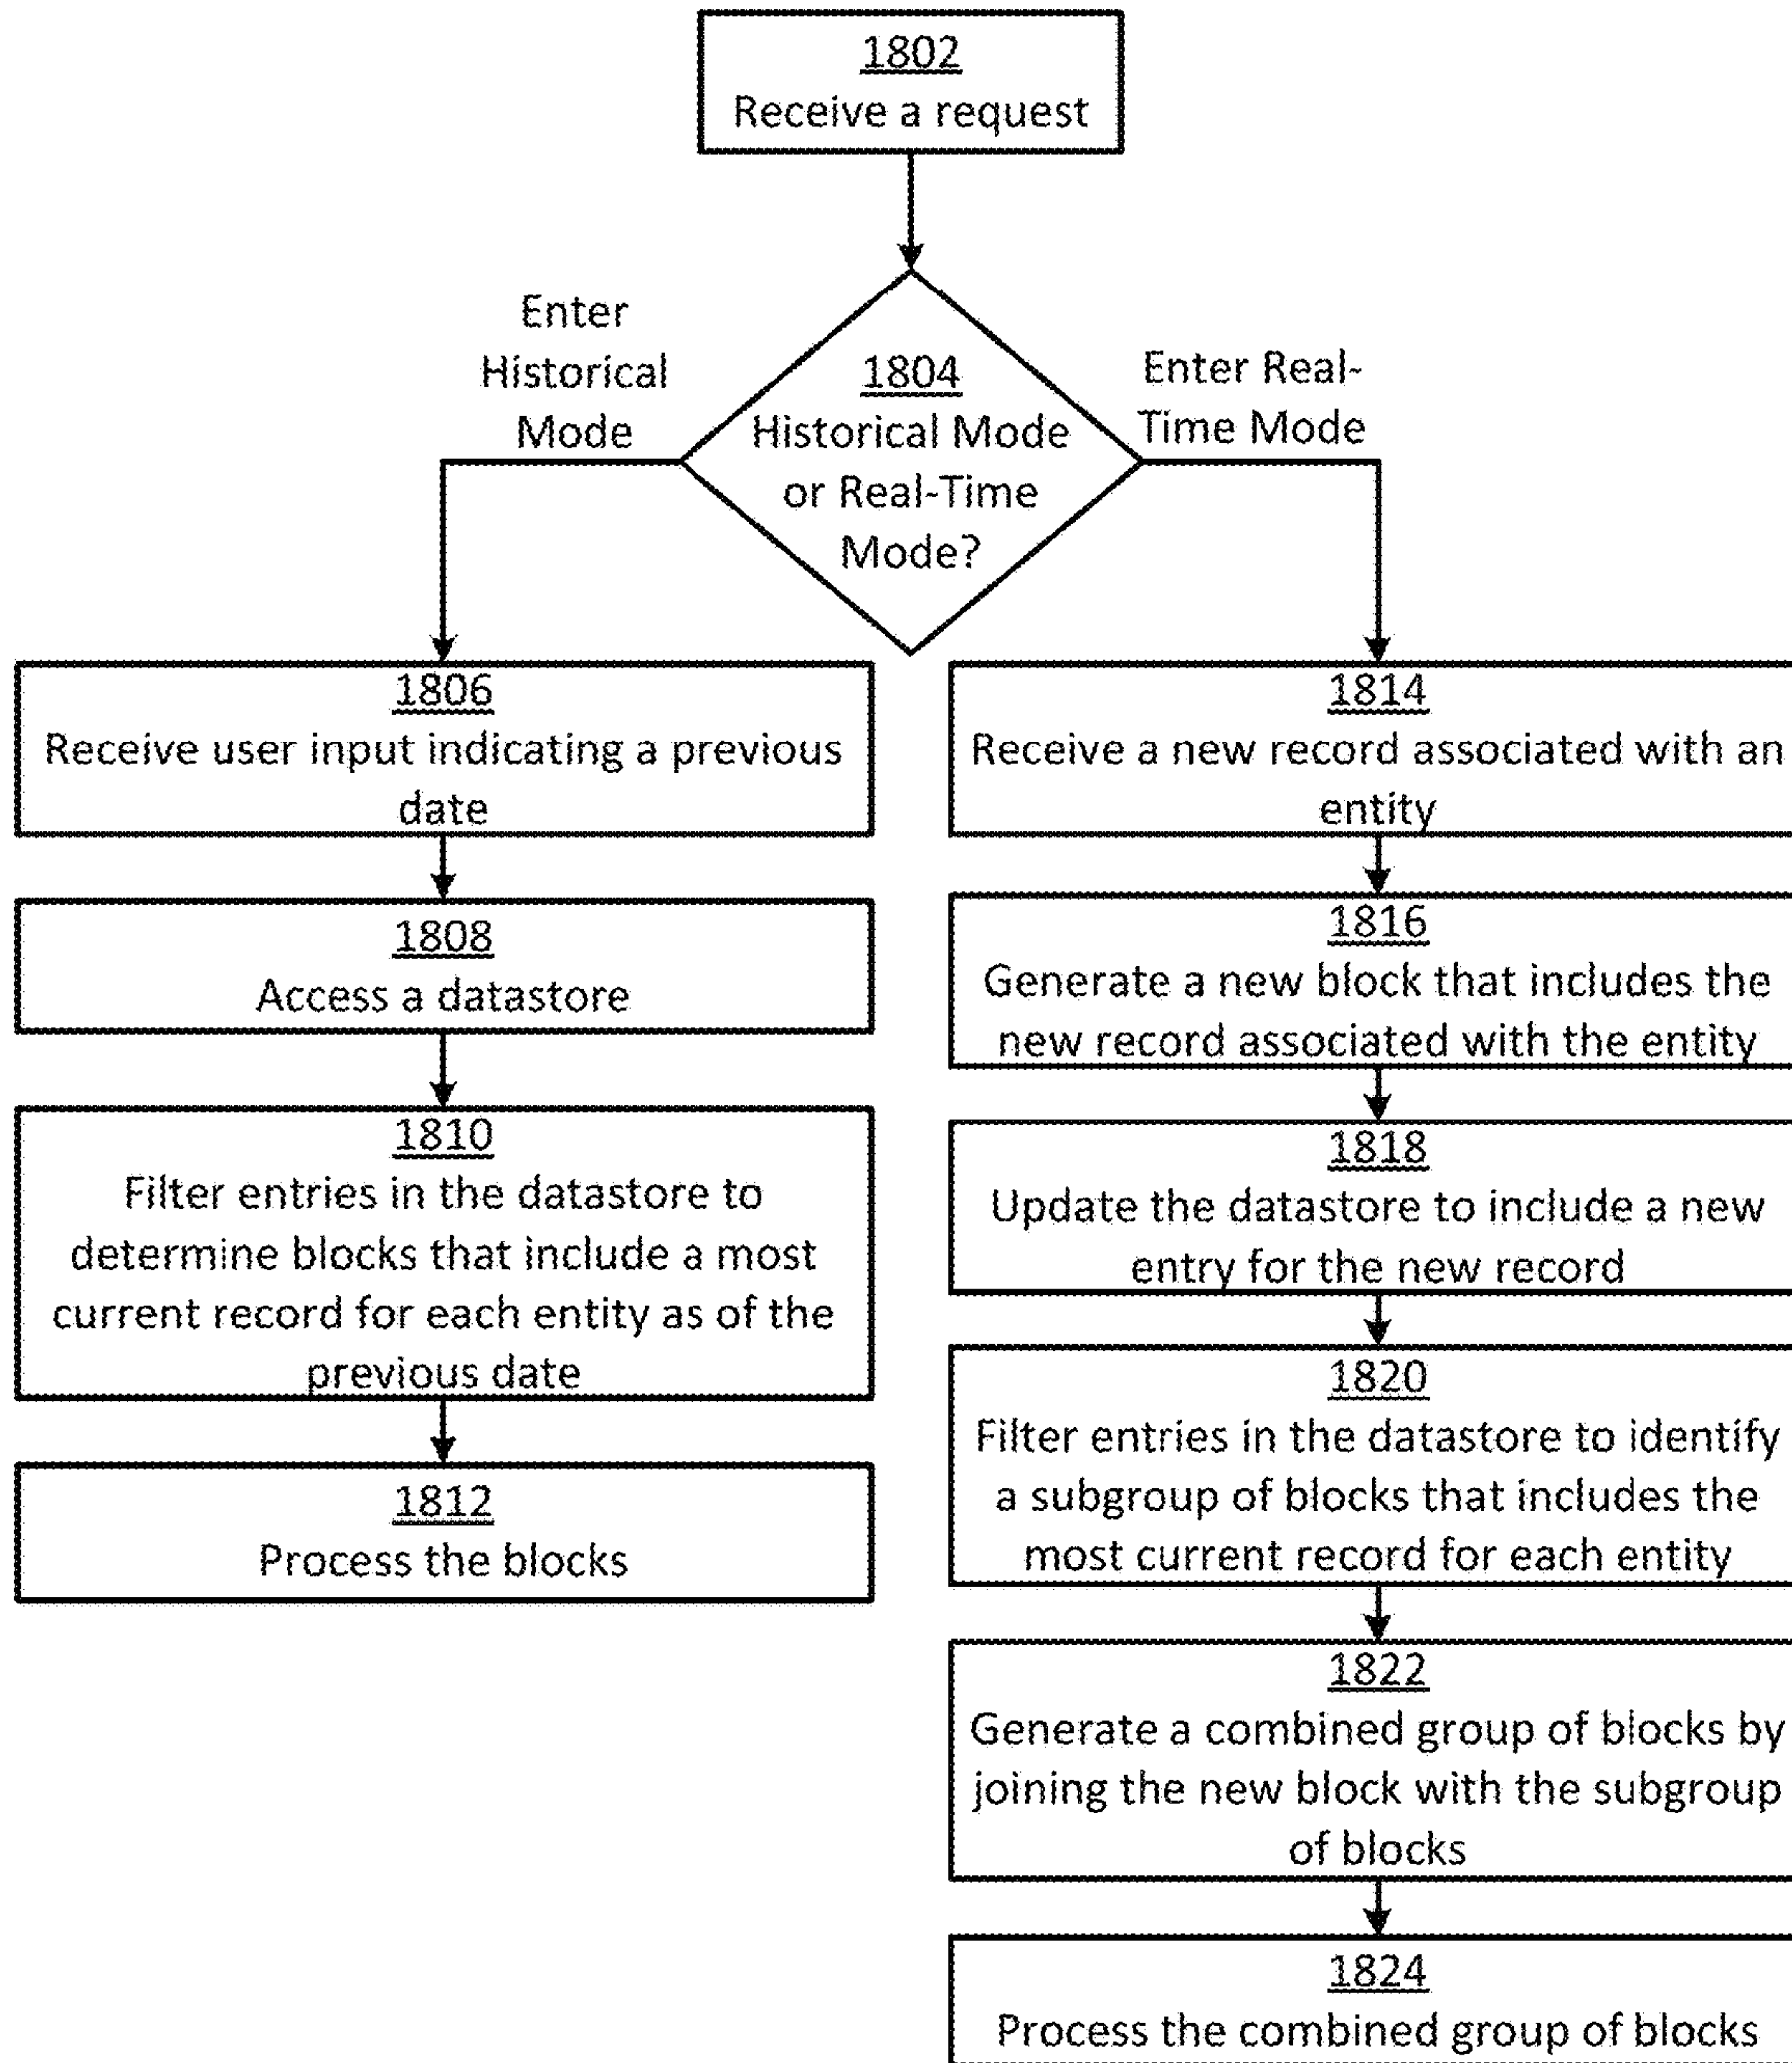 1802
Receive a request
Enter
Historical
Mode
1804
Historical Mode
or Real-Time
Mode?
Enter Real-
Time Mode
1806
Receive user input indicating a previous
date
1808
Access a datastore
1810
Filter entries in the datastore to
determine blocks that include a most
current record for each entity as of the
previous date
1812
Process the blocks
1814
Receive a new record associated with an
entity
1816
Generate a new block that includes the
new record associated with the entity
1818
Update the datastore to include a new
entry for the new record
1820
Filter entries in the datastore to identify
a subgroup of blocks that includes the
most current record for each entity
1822
Generate a combined group of blocks by
joining the new block with the subgroup
of blocks
1824
Process the combined group of blocks